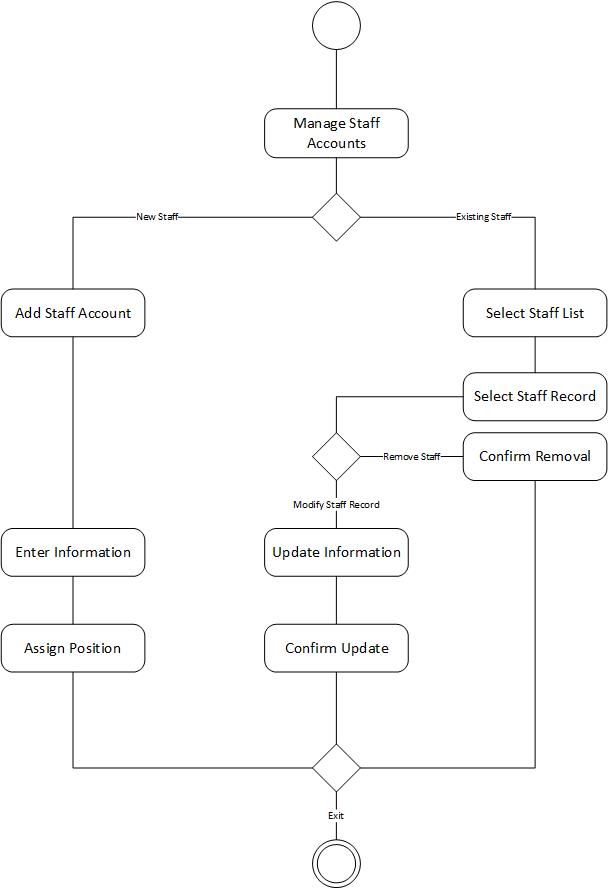 Manage Staff
Accounts
New Staff
Existing Staff
Add Staff Account
Select Staff List
Select Staff Record
Remove Staff
Confirm Removal
Modify Staff Record
Enter Information
Update Information
Assign Position
Confirm Update
Exit